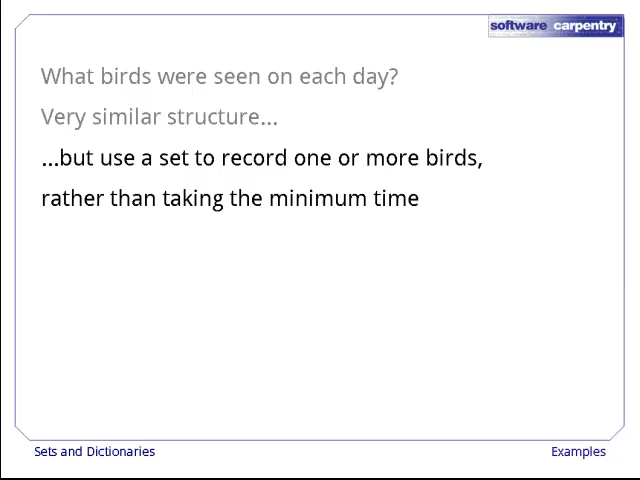 software carpentry
What birds were seen on each day?
Very similar structure...
...but use a set to record one or more birds,
rather than taking the minimum time
Sets and Dictionaries
Examples